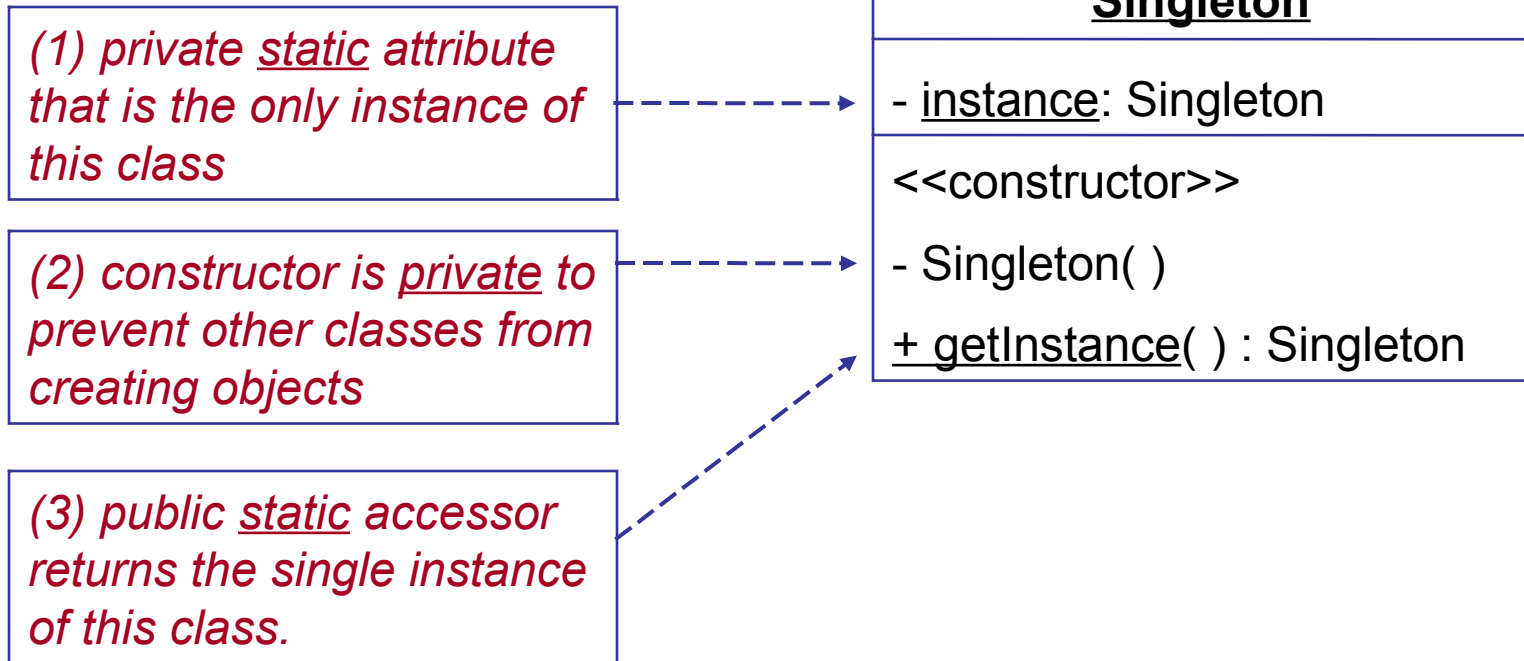 (1) private static attribute
that is the only instance of
this class
(2) constructor is private to
prevent other classes from
creating objects
(3) public static accessor
returns the single instance
of this class.
Singleton
- instance: Singleton
<<constructor>>
- Singleton( )
+ getInstance( ) : Singleton